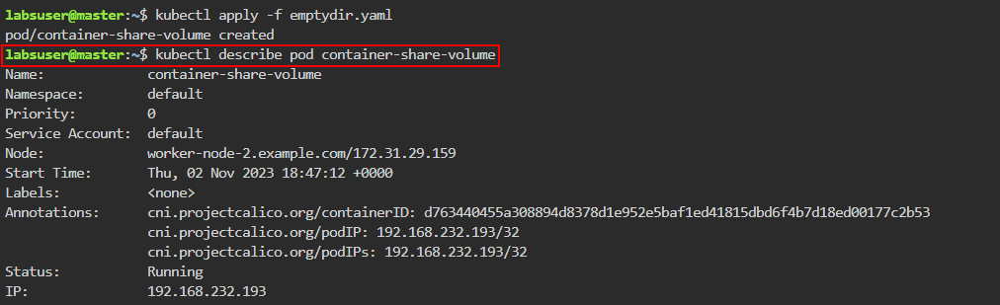 labsuser@master:~$ kubectl apply -f emptydir.yaml
pod/container-share-volume created
labsuser@master:~$ kubectl describe pod container-share-volume
Name: container-share-volume
Namespace: default
Priority: 0
Service Account: default
Node: worker-node-2.example.com/172.31.29.159
Start Time: Thu, 02 Nov 2023 18:47:12 +0000
Labels: <none>
Annotations: cni.projectcalico.org/containerID: d763440455a308894d8378d1e952e5baf1ed41815dbd6f4b7d18ed00177c2b53
cni.projectcalico.org/podIP: 192.168.232.193/32
cni.projectcalico.org/podIPs: 192.168.232.193/32
Status: Running
IP: 192.168.232.193